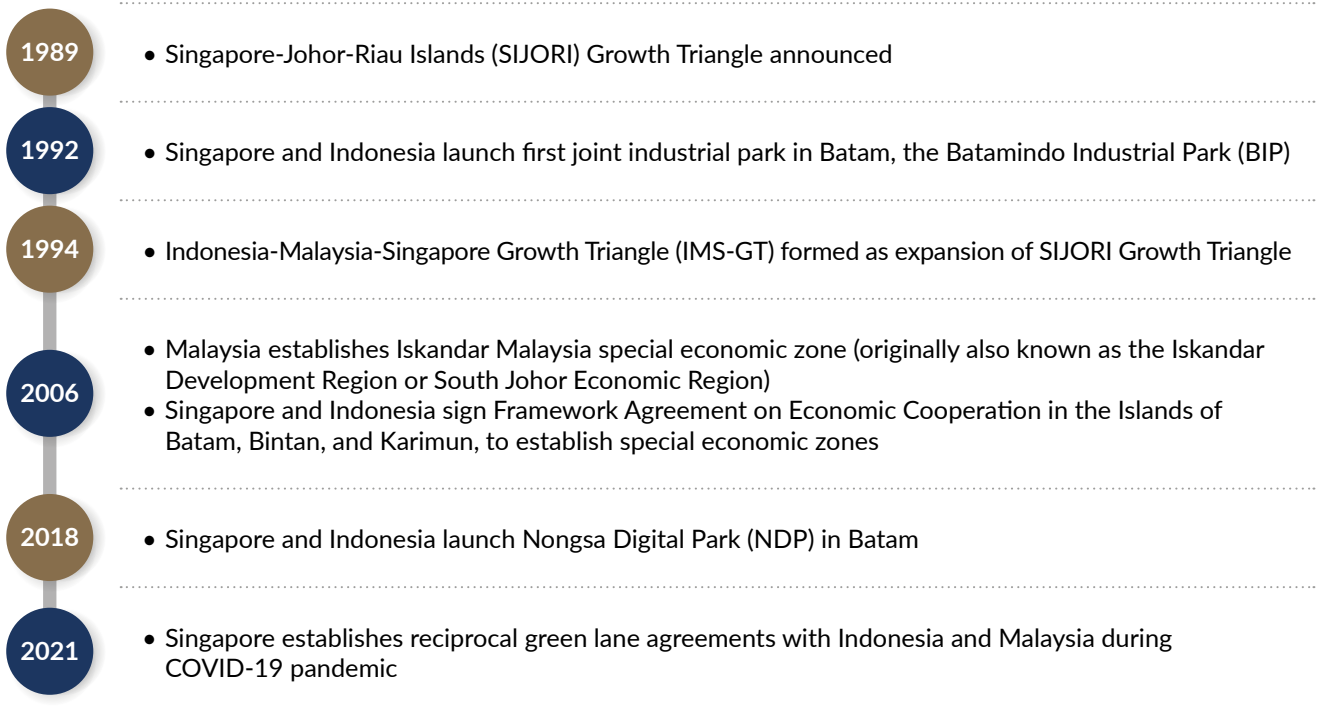 1989
• Singapore-Johor-Riau Islands (SIJORI) Growth Triangle announced
1992
• Singapore and Indonesia launch first joint industrial park in Batam, the Batamindo Industrial Park (BIP)
1994
• Indonesia-Malaysia-Singapore Growth Triangle (IMS-GT) formed as expansion of SIJORI Growth Triangle
2006
• Malaysia establishes Iskandar Malaysia special economic zone (originally also known as the Iskandar
Development Region or South Johor Economic Region)
• Singapore and Indonesia sign Framework Agreement on Economic Cooperation in the Islands of
Batam, Bintan, and Karimun, to establish special economic zones
2018
• Singapore and Indonesia launch Nongsa Digital Park (NDP) in Batam
2021
• Singapore establishes reciprocal green lane agreements with Indonesia and Malaysia during
COVID-19 pandemic